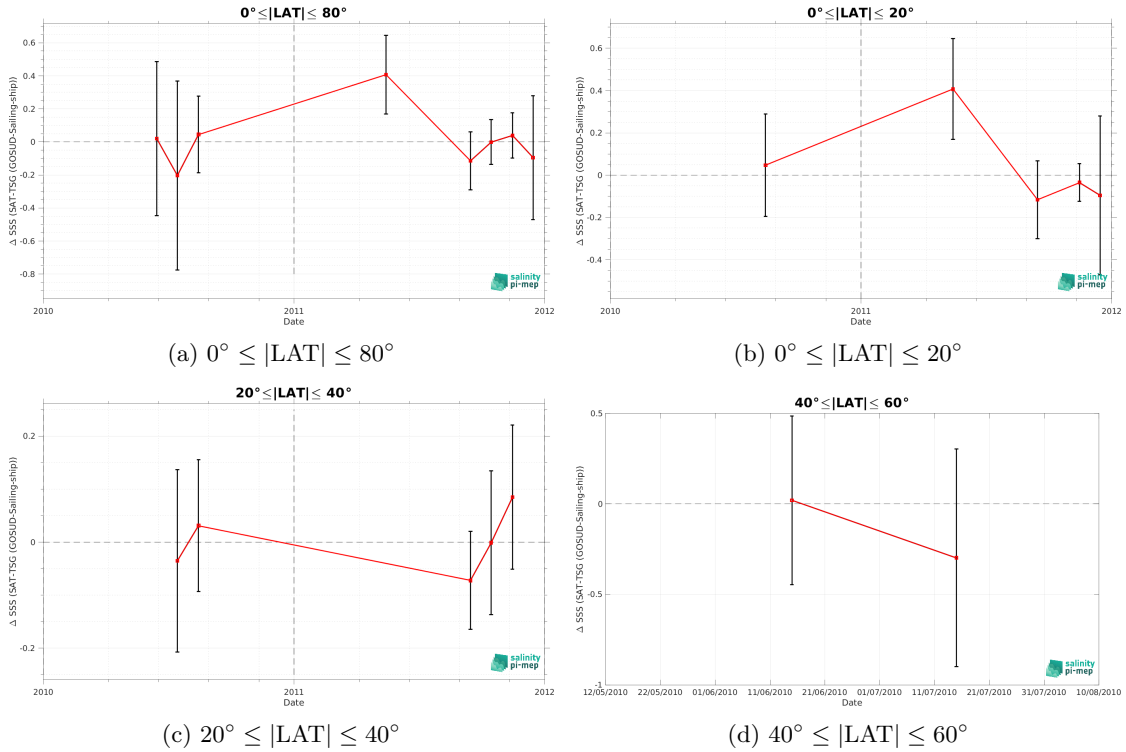 0°≤|LAT|≤ 80°
0.6
0.4
0.2
0
-0.2
-0.4
-0.6
-0.8
Δ SSS (SAT-TSG (GOSUD-Sailing-ship))
2010
2011
2012
Date
salinity
pi-mep
(a) 0° ≤ |LAT| ≤ 80°
0°≤|LAT|≤ 20°
0.6
0.4
0.2
0
-0.2
-0.4
Δ SSS (SAT-TSG (GOSUD-Sailing-ship))
2010
2011
2012
Date
salinity
pi-mep
(b) 0° ≤ |LAT| ≤ 20°
20°≤|LAT|≤ 40°
0.2
0
-0.2
Δ SSS (SAT-TSG (GOSUD-Sailing-ship))
2010
2011
2012
Date
salinity
pi-mep
(c) 20° ≤ |LAT| ≤ 40°
40°≤|LAT|≤ 60°
0.5
0
-0.5
-1
Δ SSS (SAT-TSG (GOSUD-Sailing-ship))
12/05/2010 22/05/2010 01/06/2010 11/06/2010 21/06/2010 01/07/2010 11/07/2010 21/07/2010 31/07/2010 10/08/2010
Date
salinity
pi-mep
(d) 40° ≤ |LAT| ≤ 60°